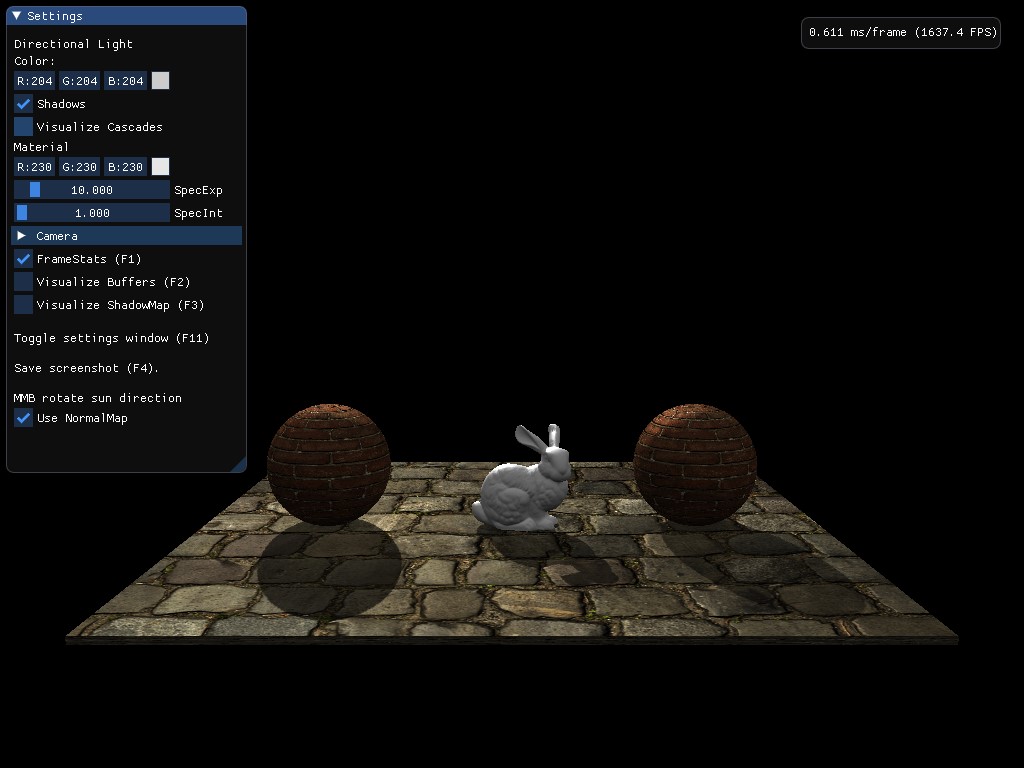 Settings
0.611 ms/frame (1637.4 FPS)
Directional Light
Color:
R:204 G:204 B:204
Shadows
Visualize Cascades
Material
R:230 G:230 B:230
10.000 SpecExp
1.000 SpecInt
Camera
FrameStats (F1)
Visualize Buffers (F2)
Visualize ShadowMap (F3)
Toggle settings window (F11)
Save screenshot (F4).
MMB rotate sun direction
Use NormalMap